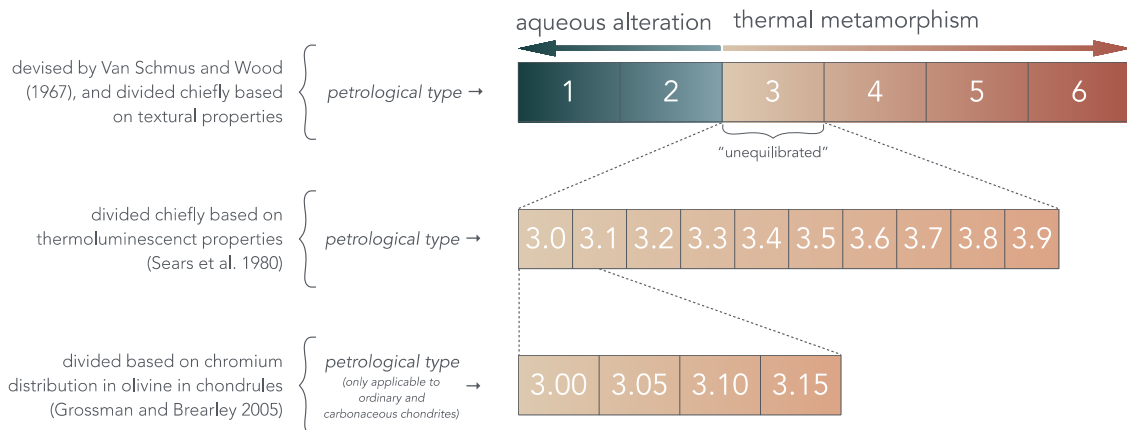 aqueous alteration
thermal metamorphism
devised by Van Schmus and Wood
(1967), and divided chiefly based
on textural properties
petrological type →
1 2 3 4 5 6
"unequilibrated"
divided chiefly based on
thermoluminescenct properties
(Sears et al. 1980)
petrological type →
3.0 3.1 3.2 3.3 3.4 3.5 3.6 3.7 3.8 3.9
divided based on chromium
distribution in olivine in chondrules
(Grossman and Brearley 2005)
petrological type
(only applicable to
ordinary and →
carbonaceous chondrites)
3.00 3.05 3.10 3.15